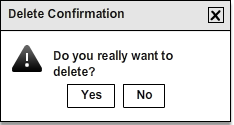 Delete Confirmation
Do you really want to
delete?
Yes No